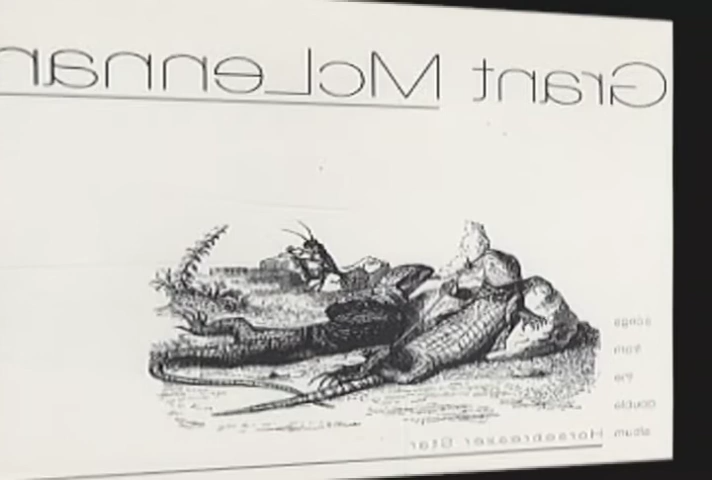 Grant McLennan
songs
from
the
double
album
Horsebreaker Star